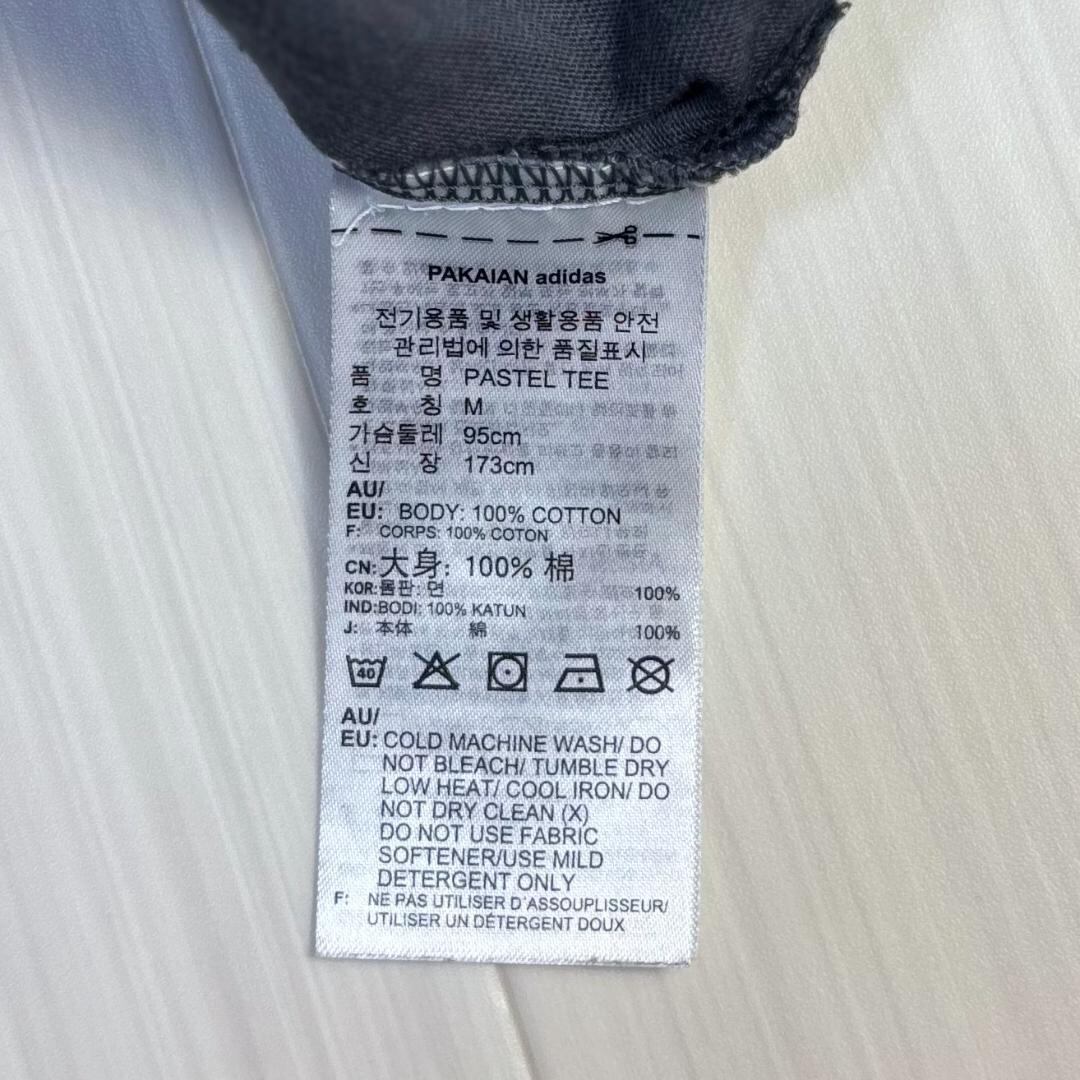 PAKAIAN adidas
전기용품 및 생활용품 안전
관리법에 의한 품질표시
품 명 PASTEL TEE
호 칭 M
가슴둘레 95cm
신 장 173cm
AU/
EU: BODY: 100% COTTON
F: CORPS: 100% COTON
CN:大身: 100% 棉
KOR:몸판: 면 100%
IND:BODI: 100% KATUN
J: 本体 綿 100%
40
AU/
EU: COLD MACHINE WASH/ DO
NOT BLEACH/ TUMBLE DRY
LOW HEAT/ COOL IRON/ DO
NOT DRY CLEAN (X)
DO NOT USE FABRIC
SOFTENER/USE MILD
DETERGENT ONLY
F: NE PAS UTILISER D'ASSOUPLISSEUR/
UTILISER UN DÉTERGENT DOUX